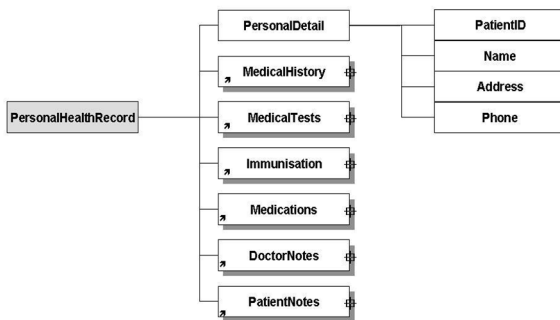 PersonalHealthRecord
PersonalDetail
MedicalHistory
MedicalTests
Immunisation
Medications
DoctorNotes
PatientNotes
PatientID
Name
Address
Phone